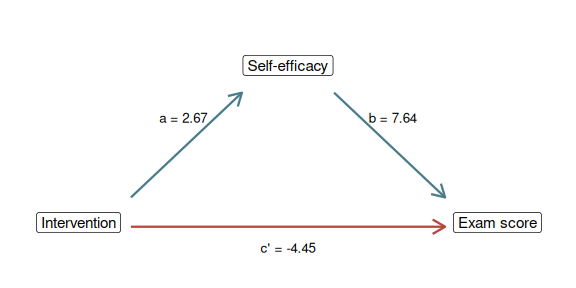 Self-efficacy
a = 2.67
b = 7.64
Intervention
Exam score
c' = -4.45